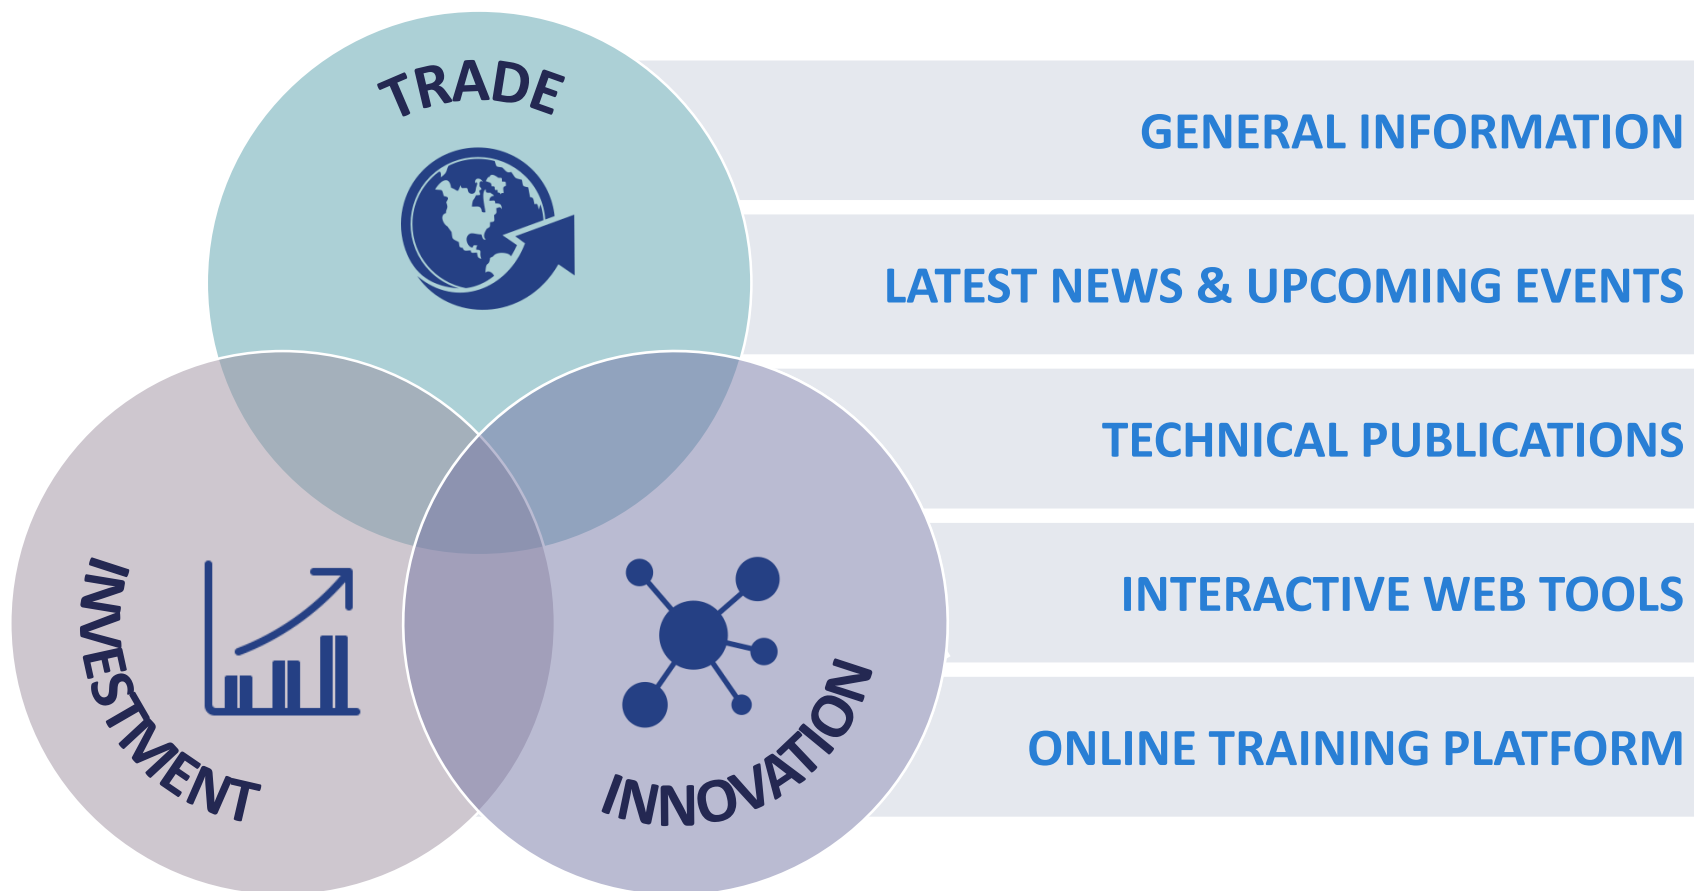 TRADE
INVESTMENT
INNOVATION
GENERAL INFORMATION
LATEST NEWS & UPCOMING EVENTS
TECHNICAL PUBLICATIONS
INTERACTIVE WEB TOOLS
ONLINE TRAINING PLATFORM